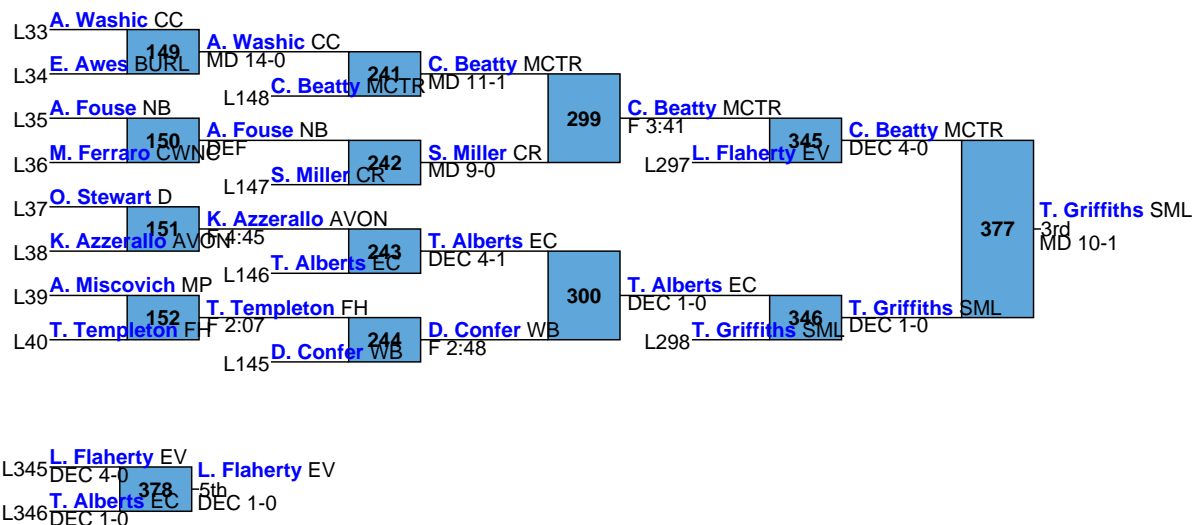 L33 A. Washic CC
149
L34 E. Awes BURL
A. Washic CC
MD 14-0
241
L148 C. Beatty MCTR
C. Beatty MCTR
MD 11-1
L35 A. Fouse NB
150
L36 M. Ferraro CWNC
A. Fouse NB
DEF
242
L147 S. Miller CR
S. Miller CR
MD 9-0
299
C. Beatty MCTR
F 3:41
345
L297 L. Flaherty EV
C. Beatty MCTR
DEC 4-0
L37 O. Stewart D
151
L38 K. Azzerallo AVON
K. Azzerallo AVON
F 4:45
243
L146 T. Alberts EC
T. Alberts EC
DEC 4-1
L39 A. Miscovich MP
152
L40 T. Templeton FH
T. Templeton FH
F 2:07
244
L145 D. Confer WB
D. Confer WB
F 2:48
300
T. Alberts EC
DEC 1-0
346
L298 T. Griffiths SML
T. Griffiths SML
DEC 1-0
377
T. Griffiths SML
3rd
MD 10-1
L345 L. Flaherty EV
DEC 4-0
378
L346 T. Alberts EC
DEC 1-0
L. Flaherty EV
5th
DEC 1-0